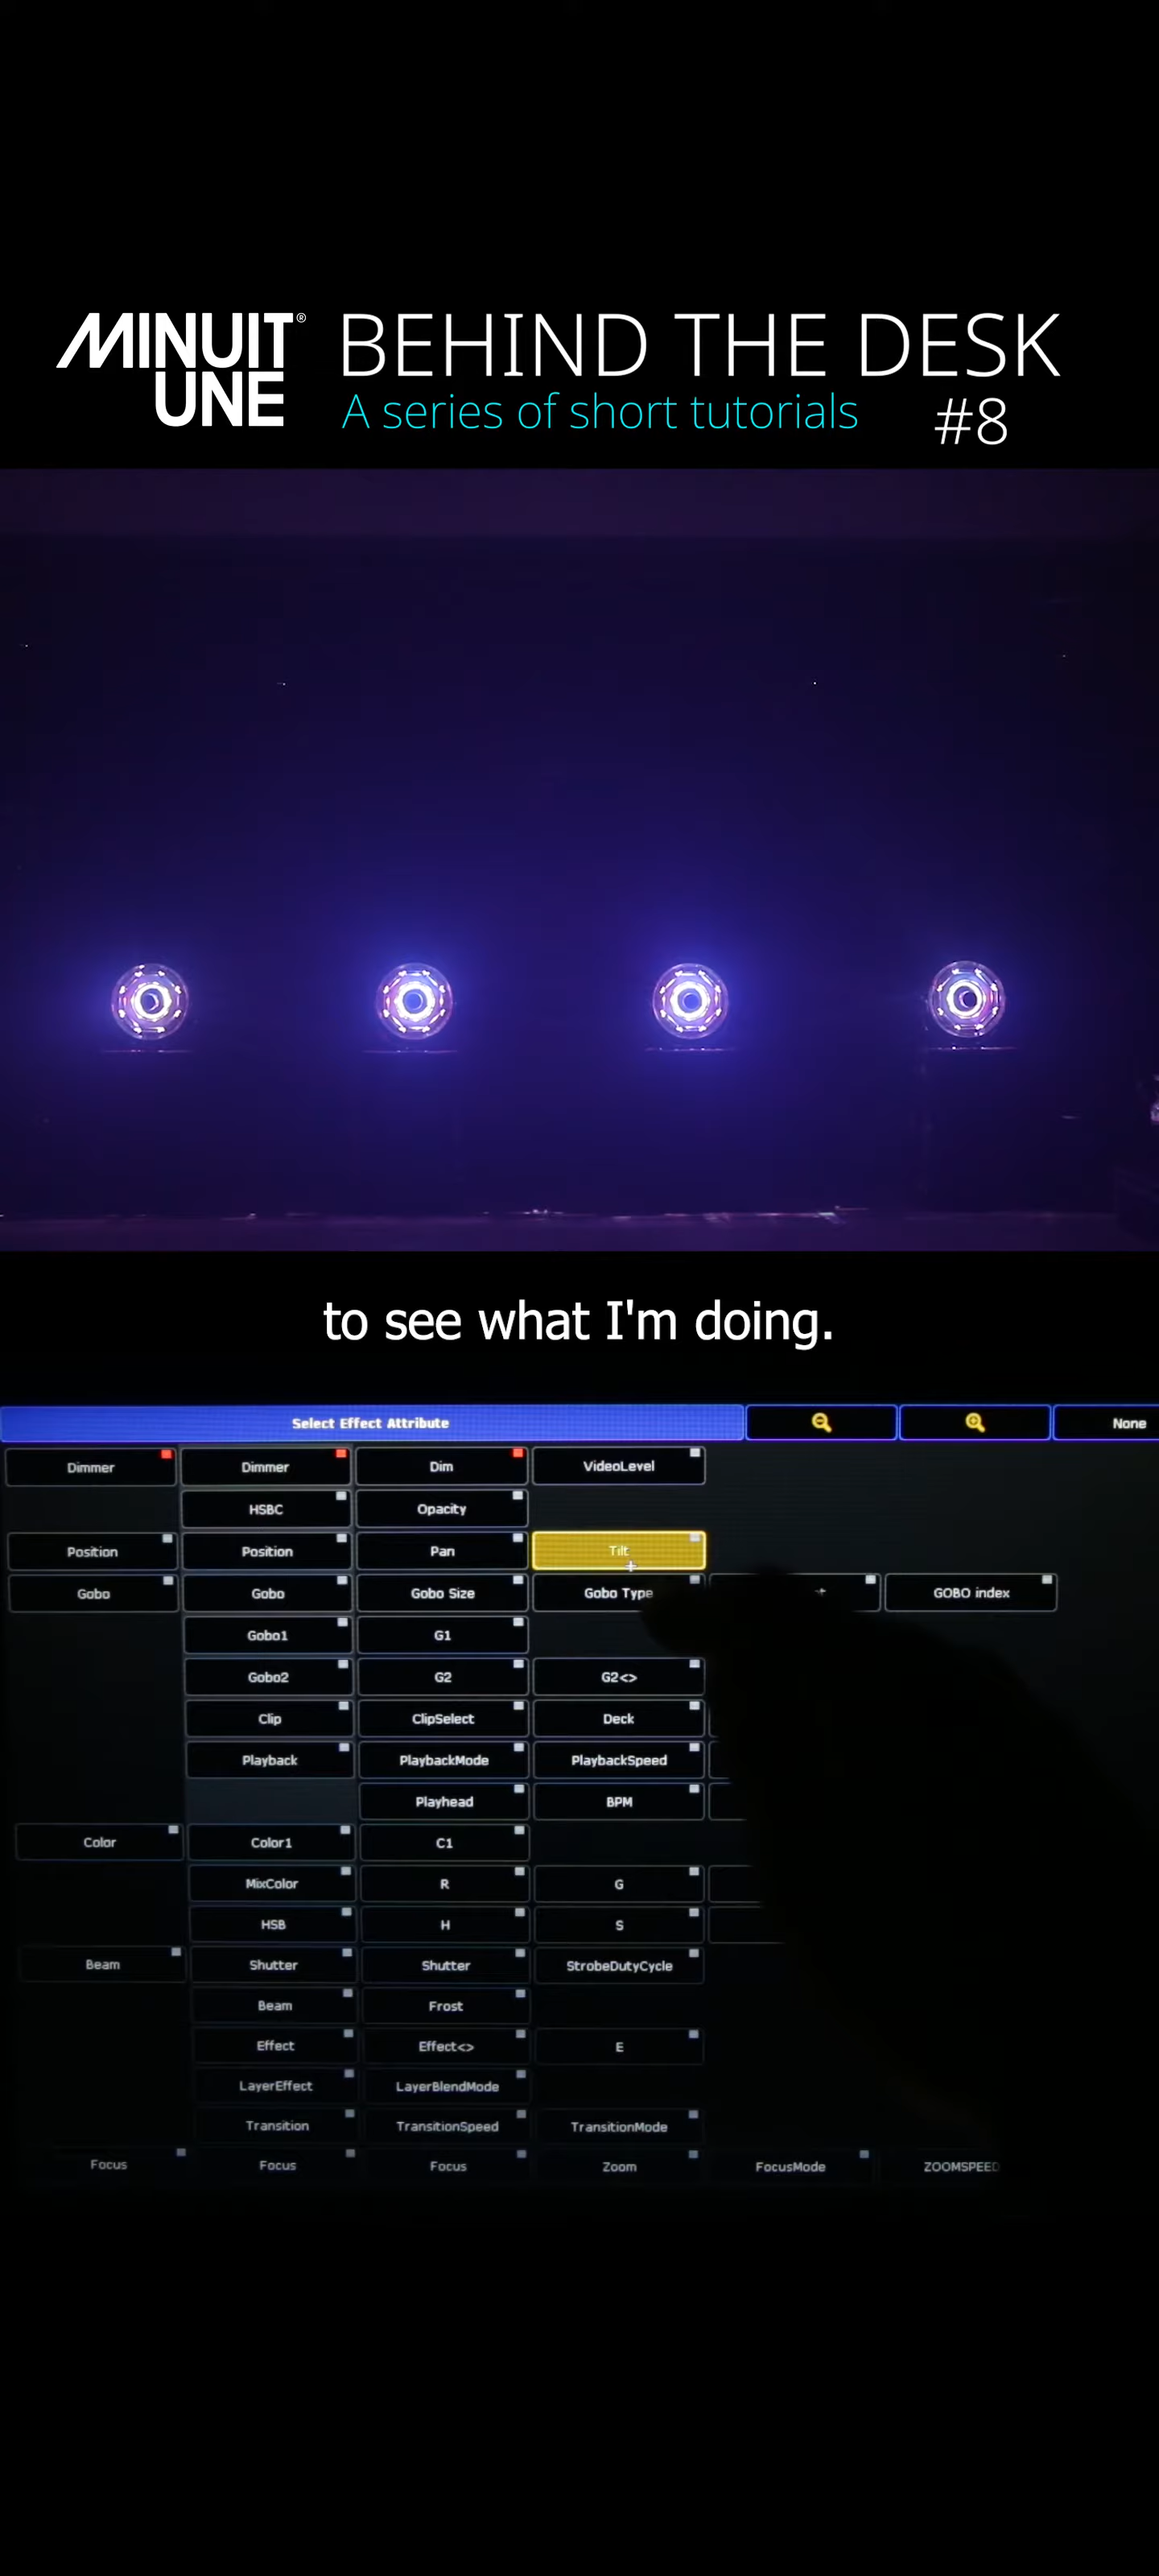 MINUIT UNE®
BEHIND THE DESK
A series of short tutorials
#8
to see what I'm doing.
Select Effect Attribute
None
Dimmer Dimmer Dim VideoLevel
HSBC Opacity
Position Position Pan Tilt
Gobo Gobo Gobo Size Gobo Type GOBO index
Gobo1 G1
Gobo2 G2 G2<>
Clip ClipSelect Deck
Playback PlaybackMode PlaybackSpeed
Playhead BPM
Color Color1 C1
MixColor R G
HSB H S
Beam Shutter Shutter StrobeDutyCycle
Beam Frost
Effect Effect<> E
LayerEffect LayerBlendMode
Transition TransitionSpeed TransitionMode
Focus Focus Focus Zoom FocusMode ZOOMSPEED